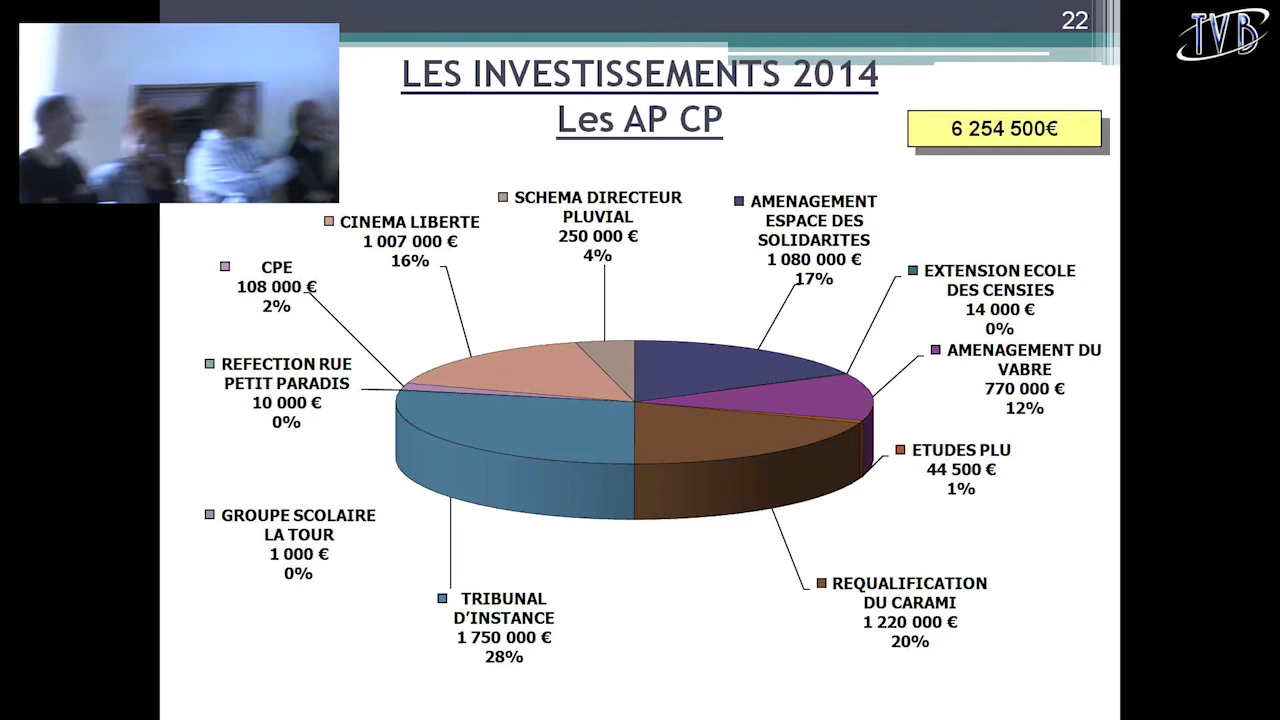 22
TVB
LES INVESTISSEMENTS 2014
Les AP CP
6 254 500€
SCHEMA DIRECTEUR
PLUVIAL
250 000 €
4%
AMENAGEMENT
ESPACE DES
SOLIDARITES
1 080 000 €
17%
CINEMA LIBERTE
1 007 000 €
16%
CPE
108 000 €
2%
EXTENSION ECOLE
DES CENSIES
14 000 €
0%
AMENAGEMENT DU
VABRE
770 000 €
12%
REFECTION RUE
PETIT PARADIS
10 000 €
0%
ETUDES PLU
44 500 €
1%
GROUPE SCOLAIRE
LA TOUR
1 000 €
0%
TRIBUNAL
D’INSTANCE
1 750 000 €
28%
REQUALIFICATION
DU CARAMI
1 220 000 €
20%